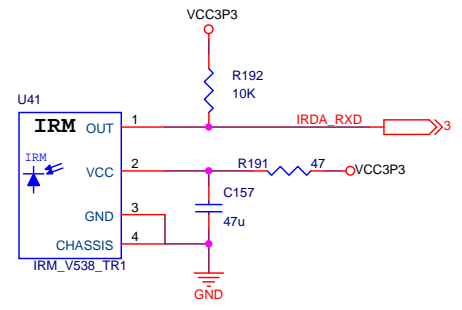 VCC3P3
R192
10K
U41
IRM
OUT
1
IRDA_RXD
3
IRM
VCC
2
R191
47
VCC3P3
C157
47u
GND
3
CHASSIS
4
IRM_V538_TR1
GND